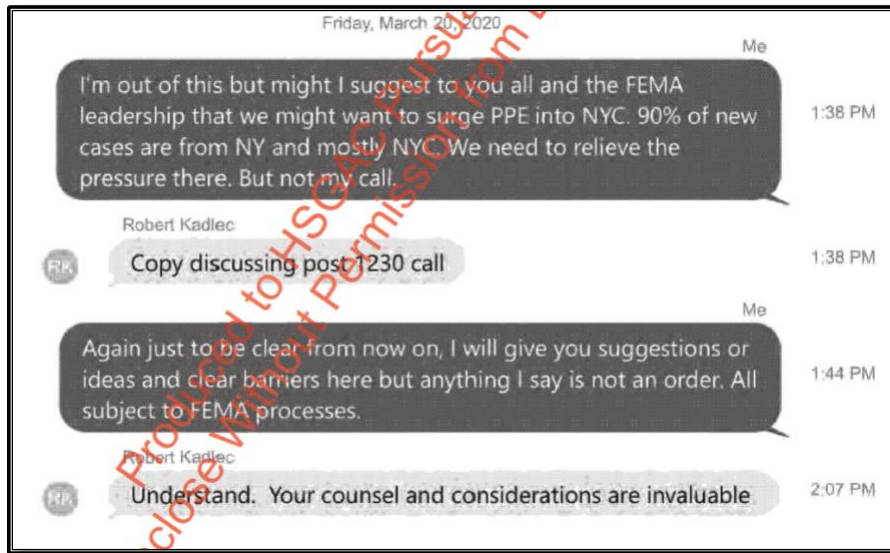 Friday, March 20, 2020
Me
I'm out of this but might I suggest to you all and the FEMA
leadership that we might want to surge PPE into NYC. 90% of new
cases are from NY and mostly NYC. We need to relieve the
pressure there. But not my call.
1:38 PM
Robert Kadlec
RK
Copy discussing post 1230 call
1:38 PM
Me
Again just to be clear from now on, I will give you suggestions or
ideas and clear barriers here but anything I say is not an order. All
subject to FEMA processes.
1:44 PM
Robert Kadlec
RK
Understand. Your counsel and considerations are invaluable
2:07 PM
Produced to HSGAC
close Without Permission from